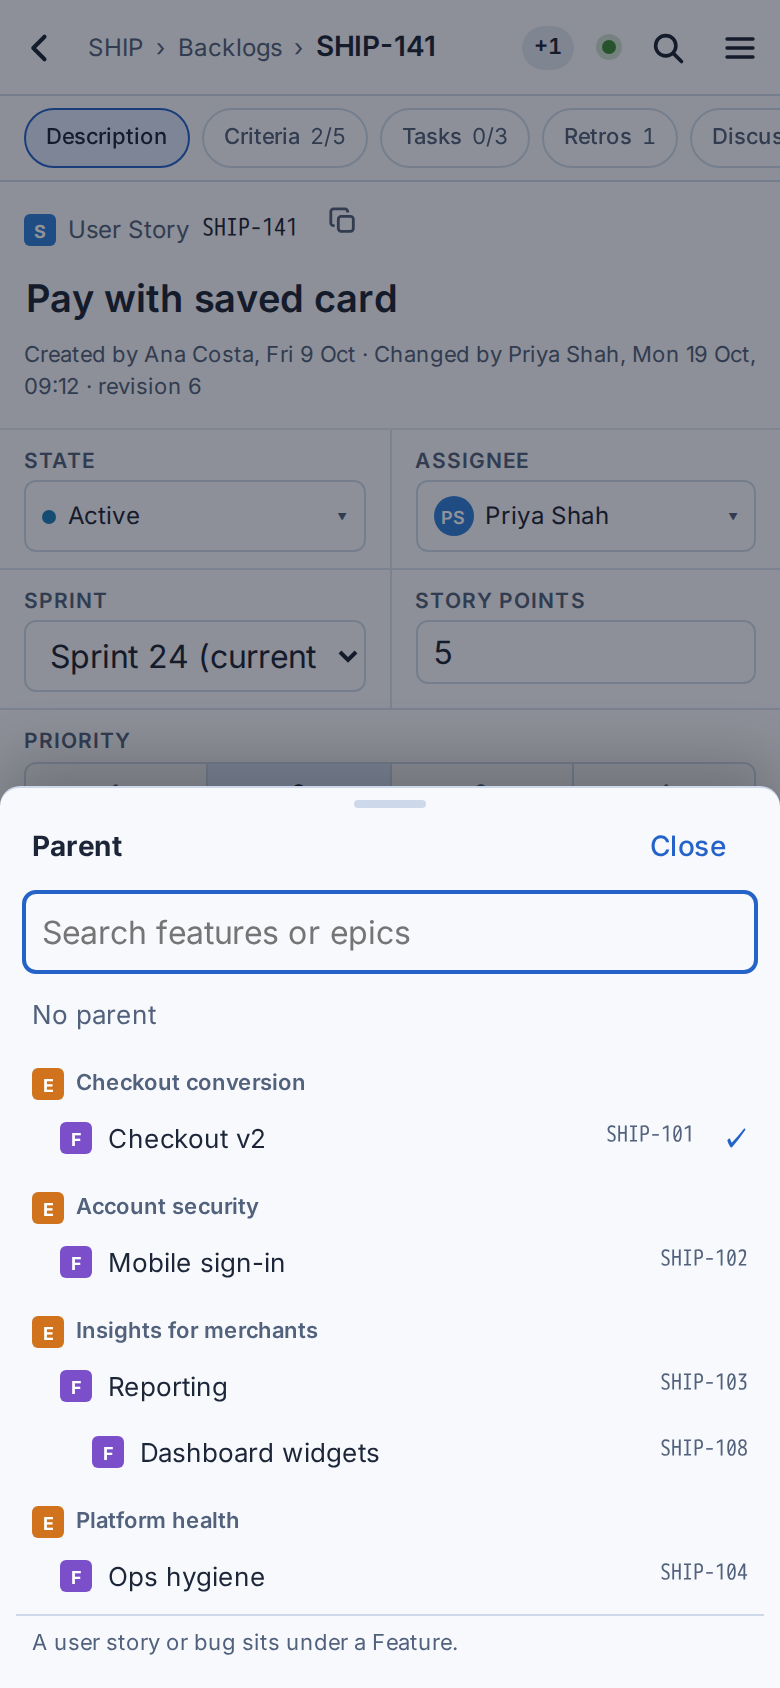 SHIP › Backlogs › SHIP-141 +1
Description Criteria 2/5 Tasks 0/3 Retros 1 Discus
S User Story SHIP-141
Pay with saved card
Created by Ana Costa, Fri 9 Oct · Changed by Priya Shah, Mon 19 Oct,
09:12 · revision 6
STATE ASSIGNEE
Active PS Priya Shah
SPRINT STORY POINTS
Sprint 24 (current 5
PRIORITY
Parent Close
Search features or epics
No parent
E Checkout conversion
F Checkout v2 SHIP-101 ✓
E Account security
F Mobile sign-in SHIP-102
E Insights for merchants
F Reporting SHIP-103
F Dashboard widgets SHIP-108
E Platform health
F Ops hygiene SHIP-104
A user story or bug sits under a Feature.